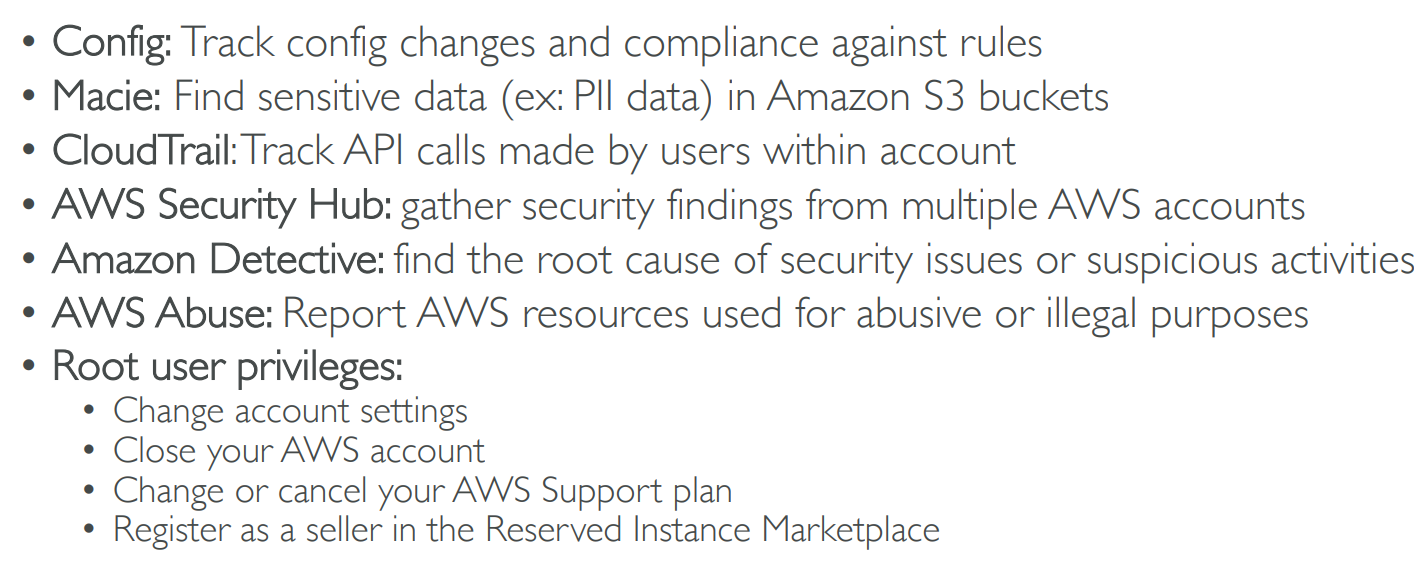 • Config: Track config changes and compliance against rules
• Macie: Find sensitive data (ex: PII data) in Amazon S3 buckets
• CloudTrail: Track API calls made by users within account
• AWS Security Hub: gather security findings from multiple AWS accounts
• Amazon Detective: find the root cause of security issues or suspicious activities
• AWS Abuse: Report AWS resources used for abusive or illegal purposes
• Root user privileges:
• Change account settings
• Close your AWS account
• Change or cancel your AWS Support plan
• Register as a seller in the Reserved Instance Marketplace